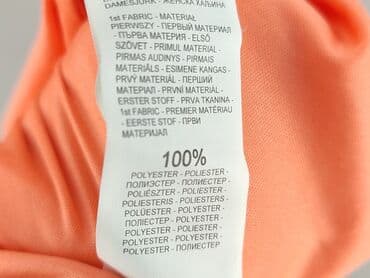 DAMESJURK - ЖЕНСКА ХАЉИНА
1st FABRIC - MATERIAŁ
PIERWSZY - ПЕРВЫЙ МАТЕРИАЛ
- ПЪРВА МАТЕРИЯ - ELSŐ
SZÖVET - PRIMUL MATERIAL -
PIRMAS AUDINYS - PIRMAIS
MATERIĀLS - ESIMENE KANGAS -
PRVÝ MATERIÁL - ПЕРШИЙ
МАТЕРІАЛ - PRVNÍ MATERIÁL -
ERSTER STOFF - PRVA TKANINA -
1st FABRIC - PREMIER MATÉRIAU
- EERSTE STOF - ПРВИ
МАТЕРИЈАЛ
100%
POLYESTER - POLIESTER -
ПОЛИЭСТЕР - ПОЛИЕСТЕР -
POLIÉSZTER - POLIESTER -
POLIESTERIS - POLIESTERS -
POLÜESTER - POLYESTER -
ПОЛІЕСТЕР - POLYESTER -
POLYESTER - POLIESTER -
POLYESTER - POLYESTER -
POLYESTER - ПОЛИЕСТЕР